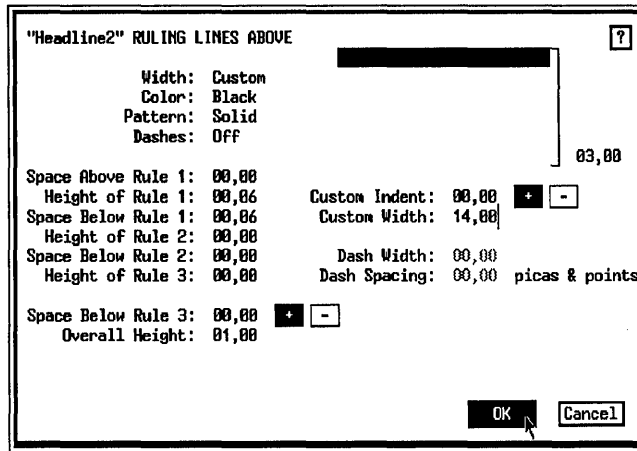 "Headline2" RULING LINES ABOVE ?
Width: Custom
Color: Black
Pattern: Solid
Dashes: Off
03,00
Space Above Rule 1: 00,00
Height of Rule 1: 00,06 Custom Indent: 00,00 + -
Space Below Rule 1: 00,06 Custom Width: 14,00
Height of Rule 2: 00,00
Space Below Rule 2: 00,00 Dash Width: 00,00
Height of Rule 3: 00,00 Dash Spacing: 00,00 picas & points
Space Below Rule 3: 00,00 + -
Overall Height: 01,00
OK Cancel